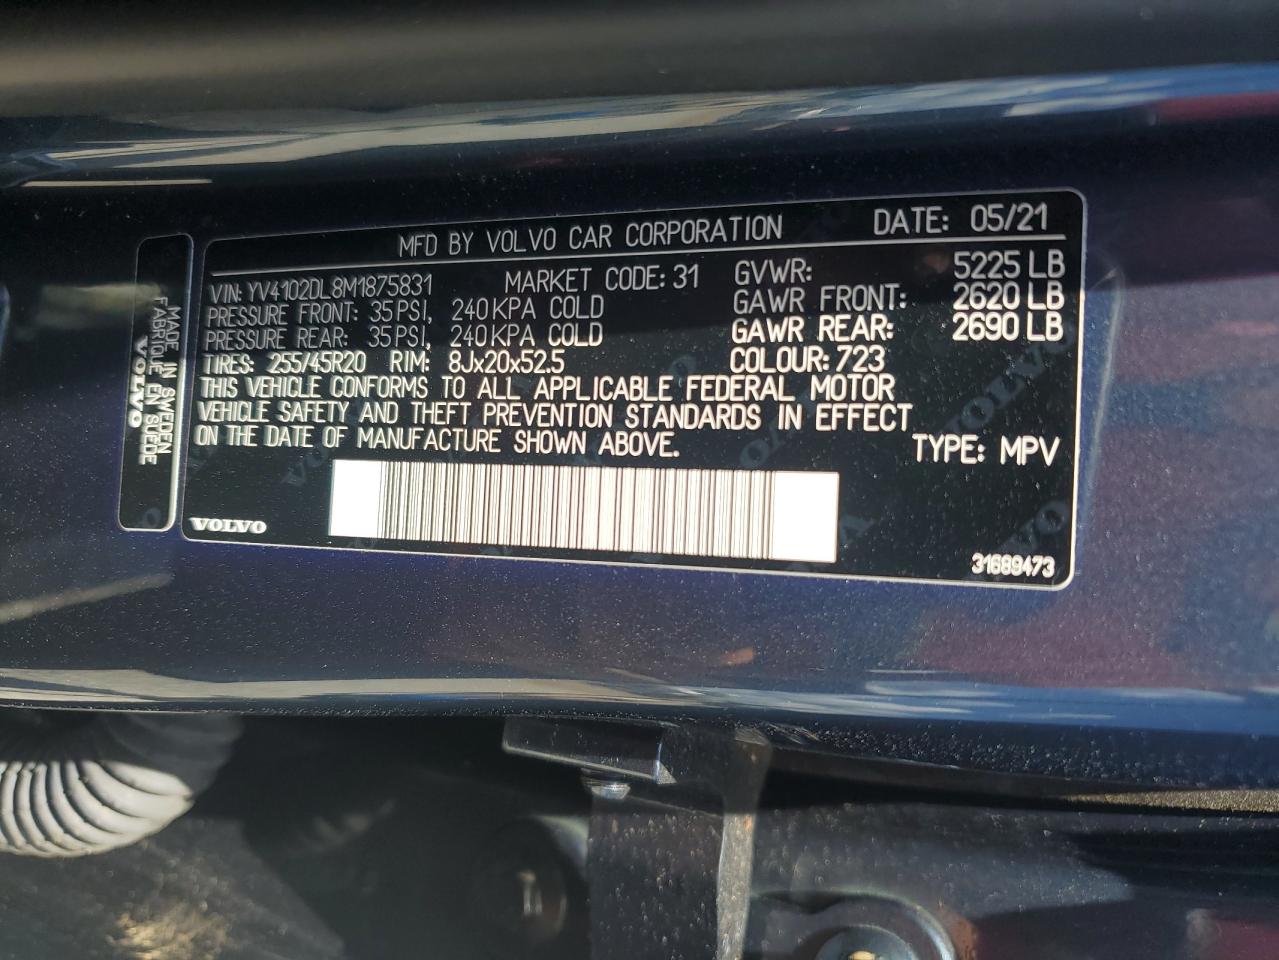 MFD BY VOLVO CAR CORPORATION DATE: 05/21
VIN: YV4102DL8M1875831 MARKET CODE: 31 GVWR: 5225 LB
PRESSURE FRONT: 35 PSI, 240 KPA COLD GAWR FRONT: 2620 LB
PRESSURE REAR: 35 PSI, 240 KPA COLD GAWR REAR: 2690 LB
TIRES: 255/45R20 RIM: 8Jx20x52.5 COLOUR: 723
THIS VEHICLE CONFORMS TO ALL APPLICABLE FEDERAL MOTOR
VEHICLE SAFETY AND THEFT PREVENTION STANDARDS IN EFFECT
ON THE DATE OF MANUFACTURE SHOWN ABOVE. TYPE: MPV
VOLVO
31689473
MADE IN SWEDEN
FABRIQUÉ EN SUÈDE
VOLVO